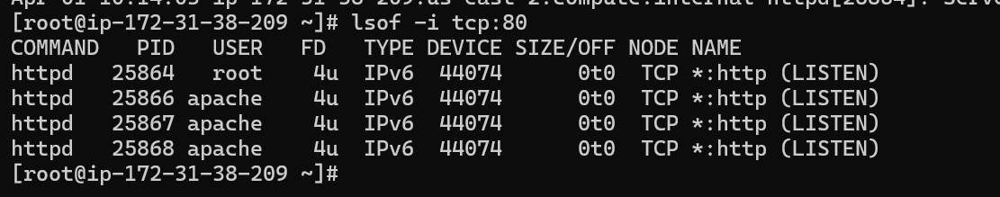 [root@ip-172-31-38-209 ~]# lsof -i tcp:80
COMMAND   PID   USER   FD   TYPE DEVICE SIZE/OFF NODE NAME
httpd   25864   root    4u  IPv6  44074      0t0  TCP *:http (LISTEN)
httpd   25866 apache    4u  IPv6  44074      0t0  TCP *:http (LISTEN)
httpd   25867 apache    4u  IPv6  44074      0t0  TCP *:http (LISTEN)
httpd   25868 apache    4u  IPv6  44074      0t0  TCP *:http (LISTEN)
[root@ip-172-31-38-209 ~]#